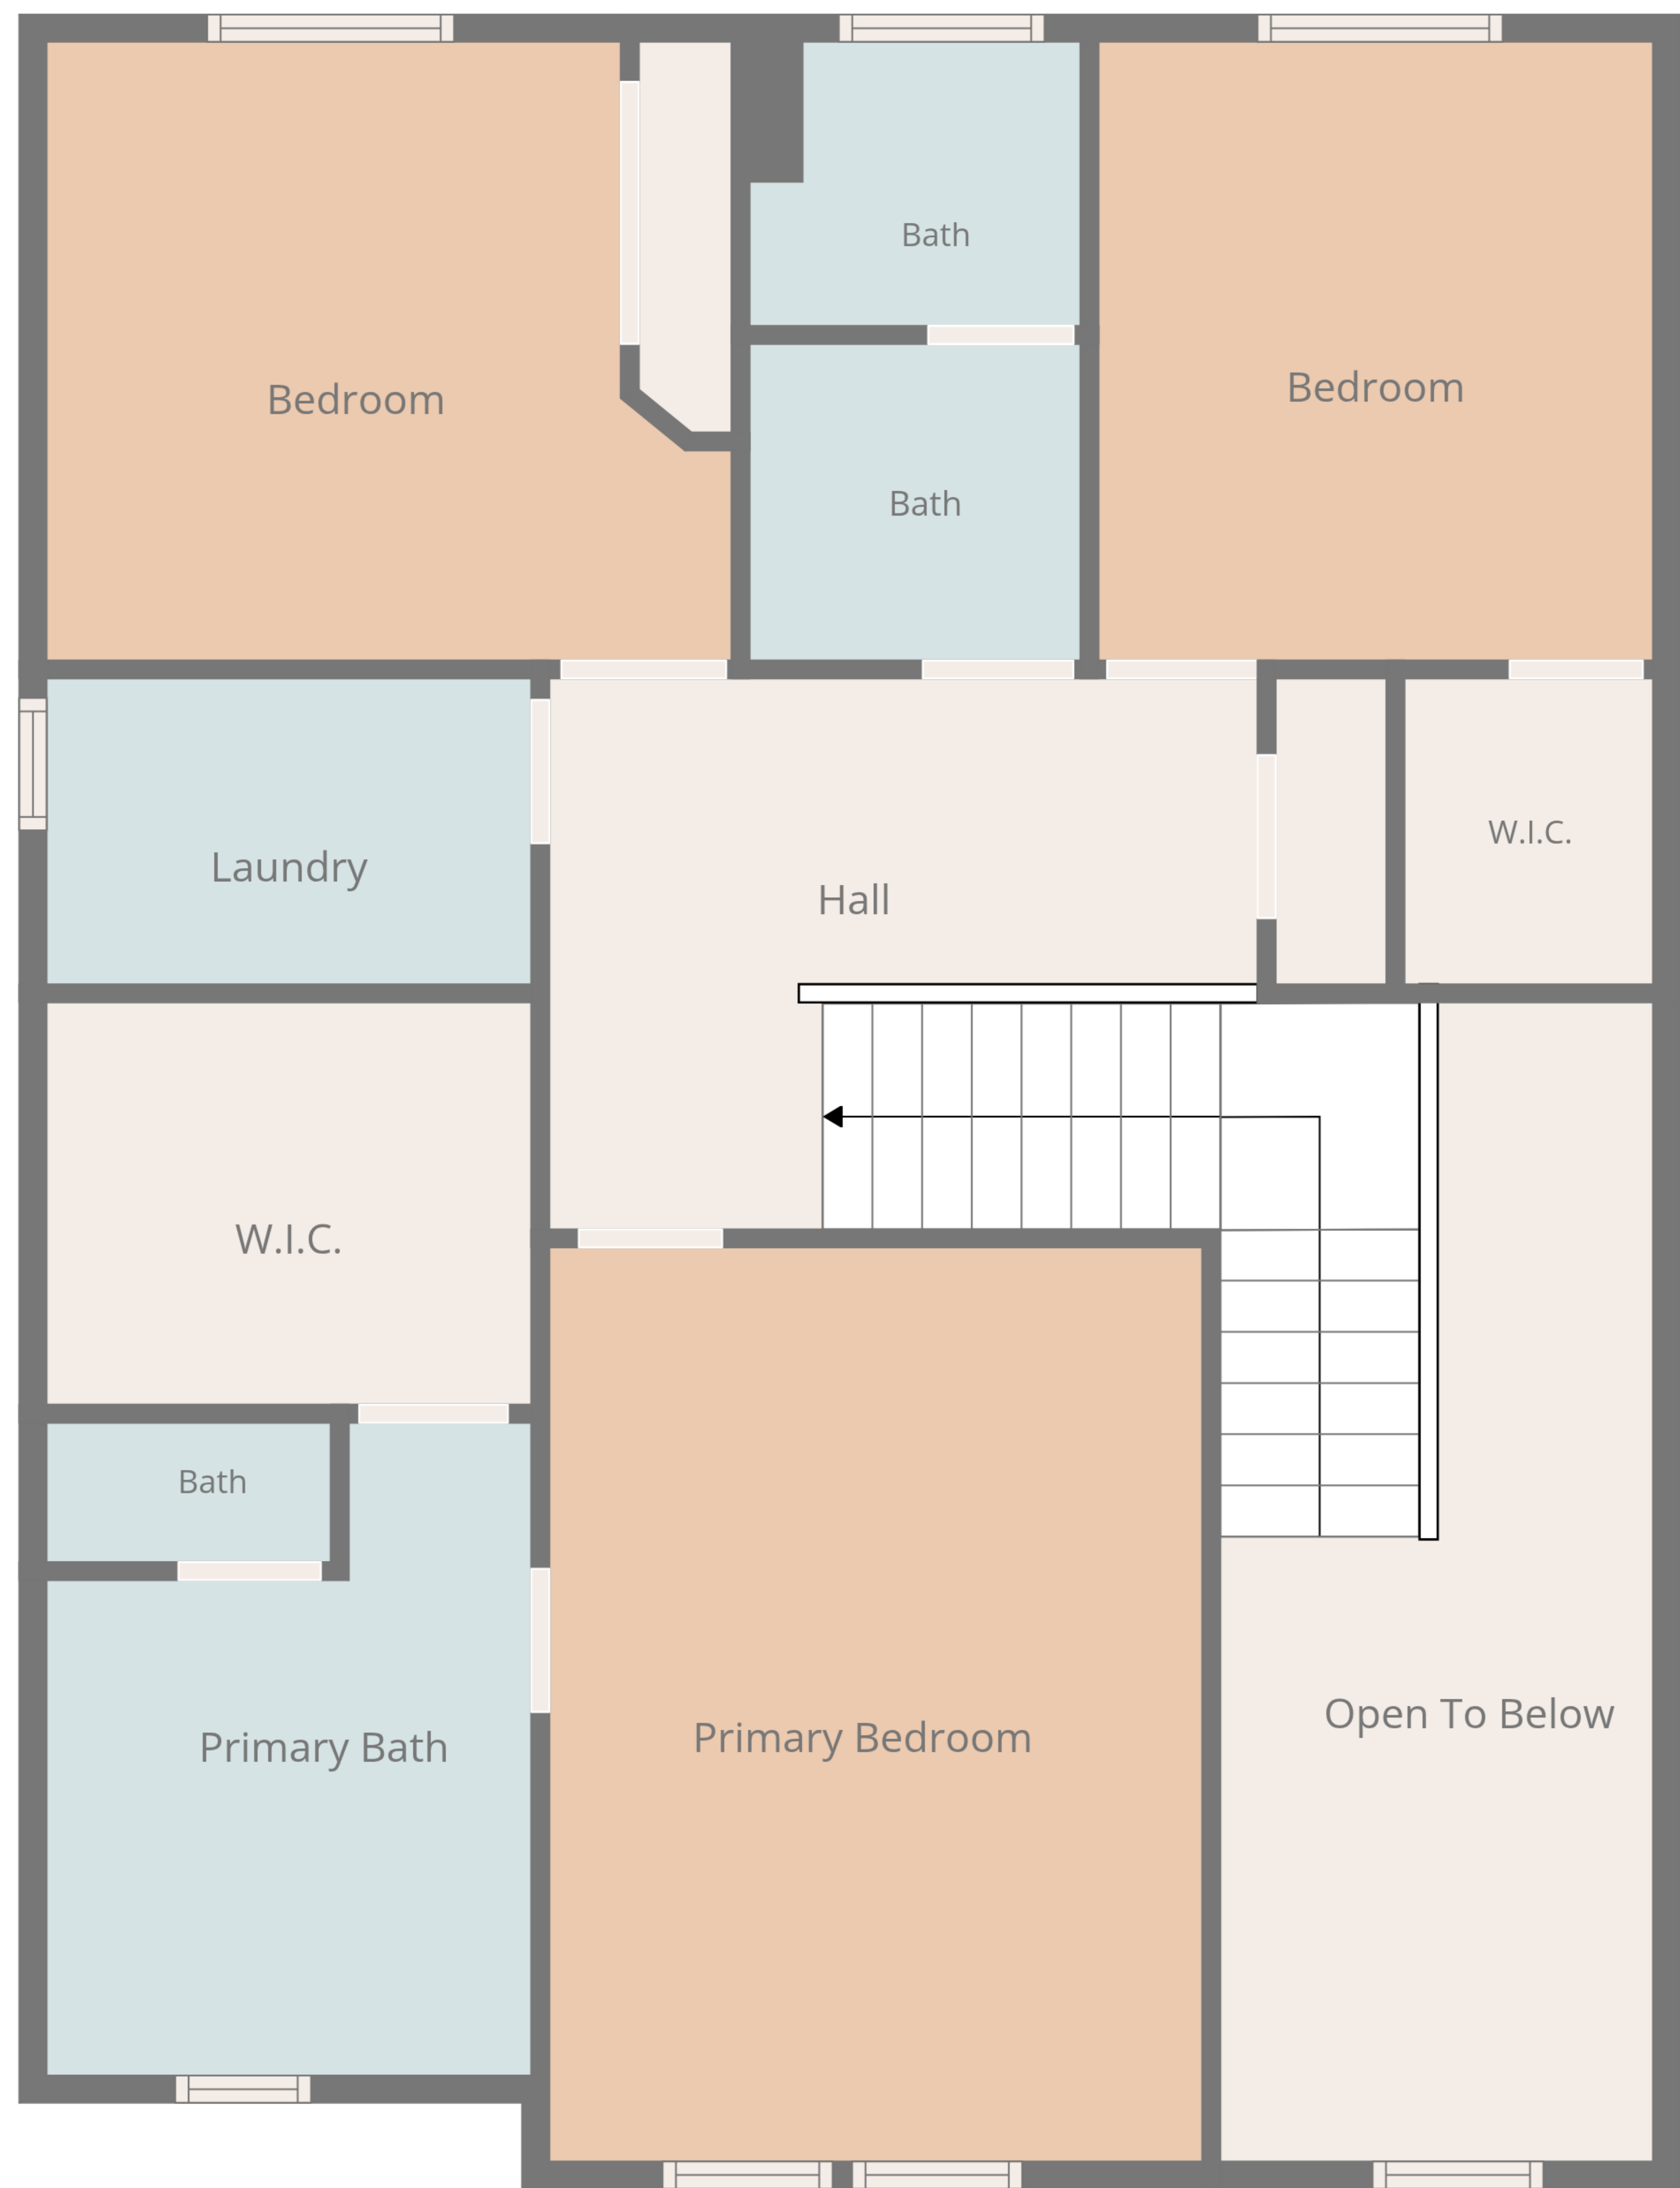 Bath
Bedroom
Bedroom
Bath
W.I.C.
Laundry
Hall
W.I.C.
Bath
Open To Below
Primary Bedroom
Primary Bath